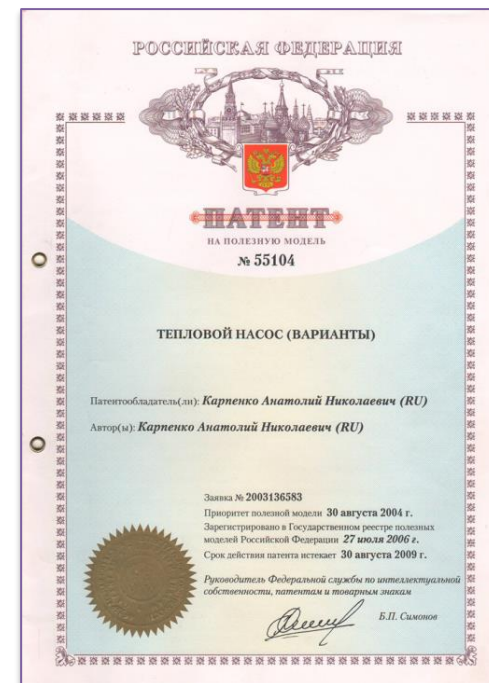 РОССИЙСКАЯ ФЕДЕРАЦИЯ
ПАТЕНТ
НА ПОЛЕЗНУЮ МОДЕЛЬ
№ 55104
ТЕПЛОВОЙ НАСОС (ВАРИАНТЫ)
Патентообладатель(ли): Карпенко Анатолий Николаевич (RU)
Автор(ы): Карпенко Анатолий Николаевич (RU)
Заявка № 2003136583
Приоритет полезной модели 30 августа 2004 г.
Зарегистрировано в Государственном реестре полезных
моделей Российской Федерации 27 июля 2006 г.
Срок действия патента истекает 30 августа 2009 г.
Руководитель Федеральной службы по интеллектуальной
собственности, патентам и товарным знакам
Б.П. Симонов